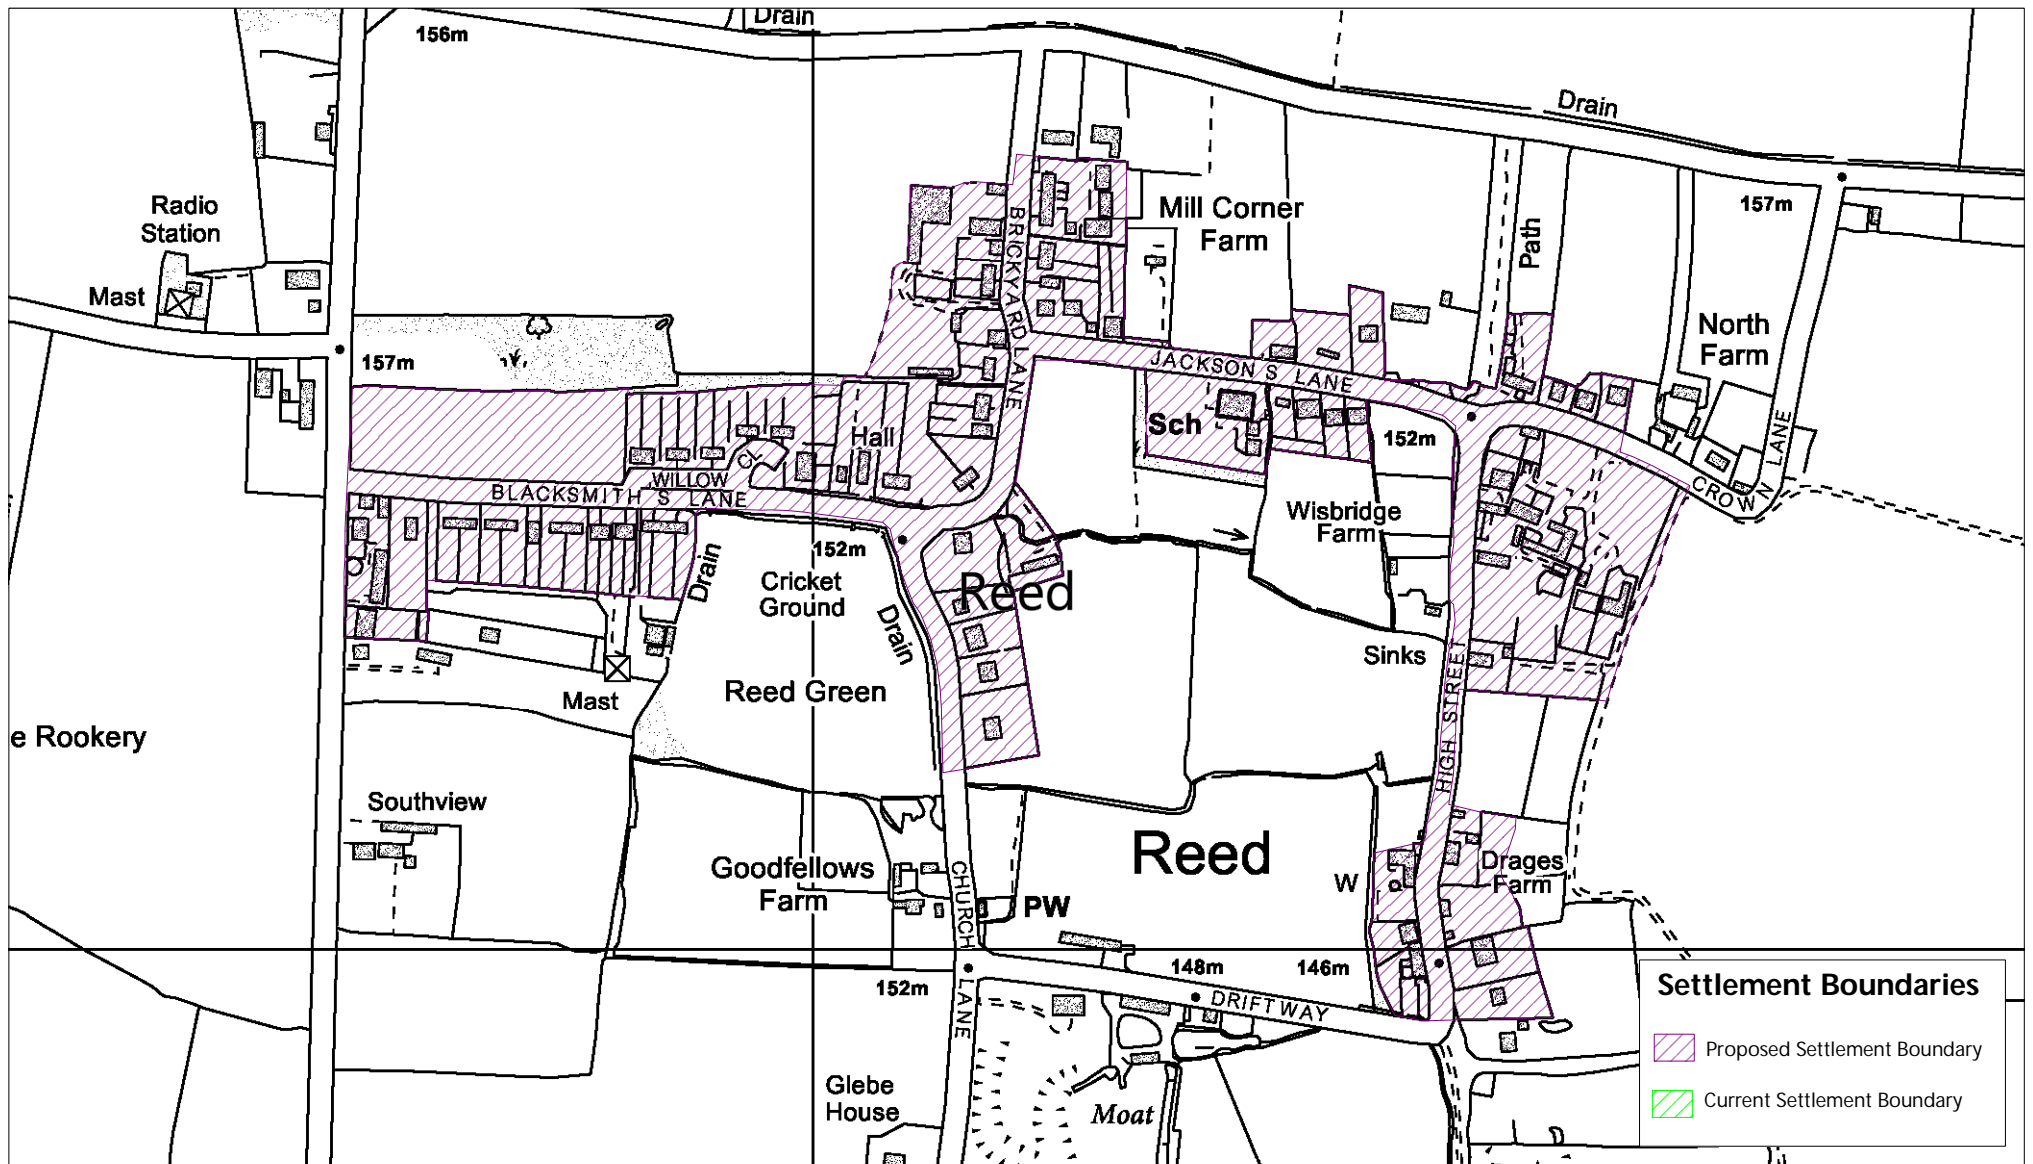 Drain
156m
Drain
Radio
Station
Mast
157m
BRICKYARD LANE
Mill Corner
Farm
Path
157m
North
Farm
JACKSON S LANE
Hall
Sch
152m
CL
WILLOW
BLACKSMITH S LANE
CROWN LANE
Wisbridge
Farm
152m
Drain
Cricket
Ground
Reed
Drain
Sinks
Reed Green
Mast
HIGH STREET
e Rookery
Southview
Goodfellows
Farm
CHURCH LANE
PW
Reed
W
Drages
Farm
152m
148m
146m
DRIFTWAY
Glebe
House
Moat
Settlement Boundaries
Proposed Settlement Boundary
Current Settlement Boundary